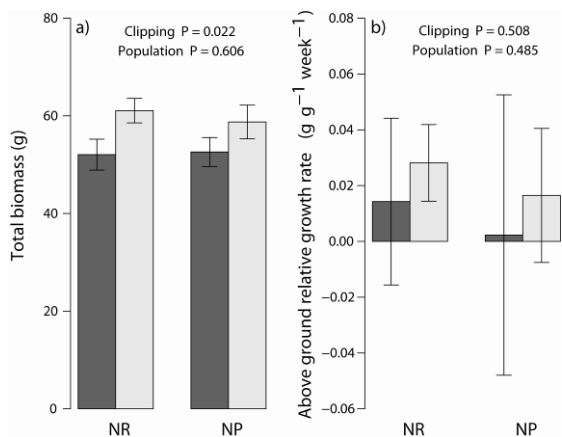 a)
Clipping P = 0.022
Population P = 0.606
Total biomass (g)
80
60
40
20
0
NR NP
b)
Clipping P = 0.508
Population P = 0.485
Above ground relative growth rate (g g⁻¹ week⁻¹)
0.08
0.06
0.04
0.02
0.00
−0.02
−0.04
−0.06
NR NP